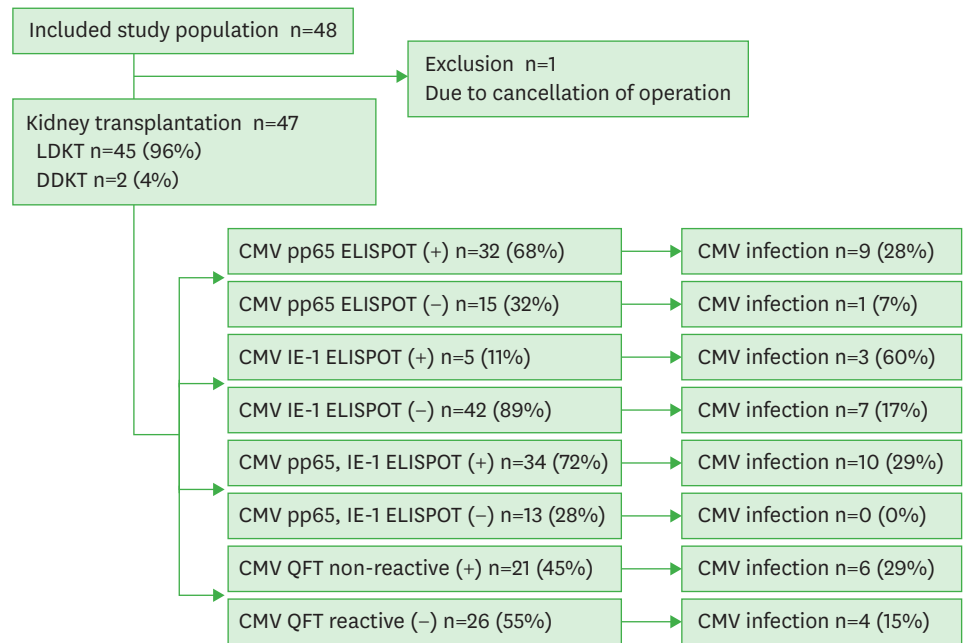 Included study population n=48
Exclusion n=1
Due to cancellation of operation
Kidney transplantation n=47
LDKT n=45 (96%)
DDKT n=2 (4%)
CMV pp65 ELISPOT (+) n=32 (68%)
CMV infection n=9 (28%)
CMV pp65 ELISPOT (−) n=15 (32%)
CMV infection n=1 (7%)
CMV IE-1 ELISPOT (+) n=5 (11%)
CMV infection n=3 (60%)
CMV IE-1 ELISPOT (−) n=42 (89%)
CMV infection n=7 (17%)
CMV pp65, IE-1 ELISPOT (+) n=34 (72%)
CMV infection n=10 (29%)
CMV pp65, IE-1 ELISPOT (−) n=13 (28%)
CMV infection n=0 (0%)
CMV QFT non-reactive (+) n=21 (45%)
CMV infection n=6 (29%)
CMV QFT reactive (−) n=26 (55%)
CMV infection n=4 (15%)